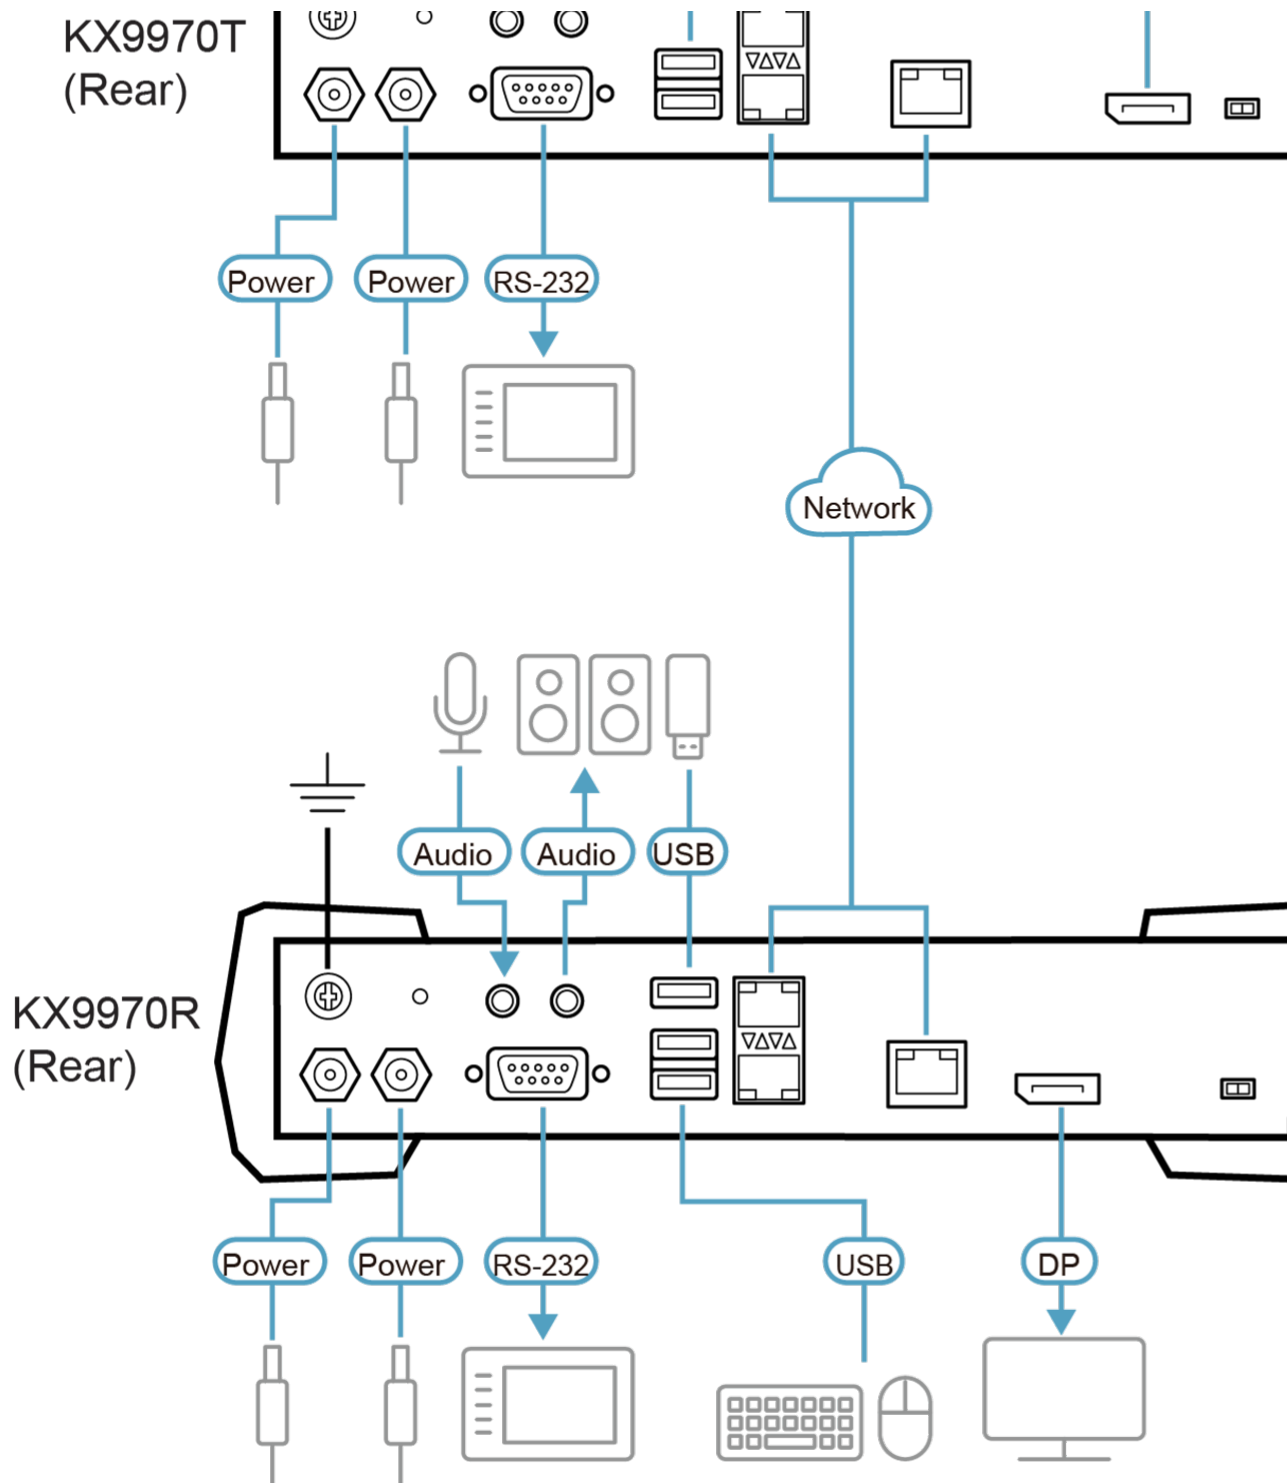 KX9970T
(Rear)
Power
Power
RS-232
Network
Audio
Audio
USB
KX9970R
(Rear)
Power
Power
RS-232
USB
DP